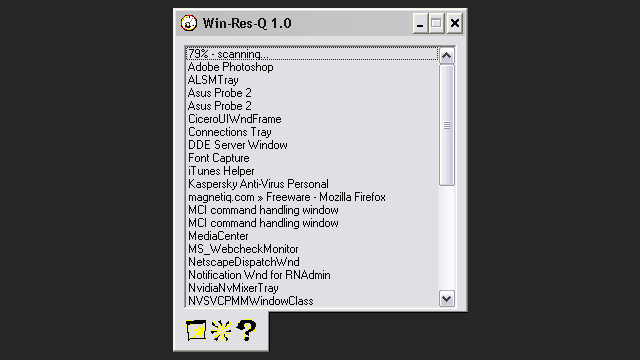 Win-Res-Q 1.0
79% - scanning...
Adobe Photoshop
ALSMTray
Asus Probe 2
Asus Probe 2
CiceroUIWndFrame
Connections Tray
DDE Server Window
Font Capture
iTunes Helper
Kaspersky Anti-Virus Personal
magnetiq.com » Freeware - Mozilla Firefox
MCI command handling window
MCI command handling window
MediaCenter
MS_WebcheckMonitor
NetscapeDispatchWnd
Notification Wnd for RNAdmin
NvidiaNvMixerTray
NVSVCPMMWindowClass